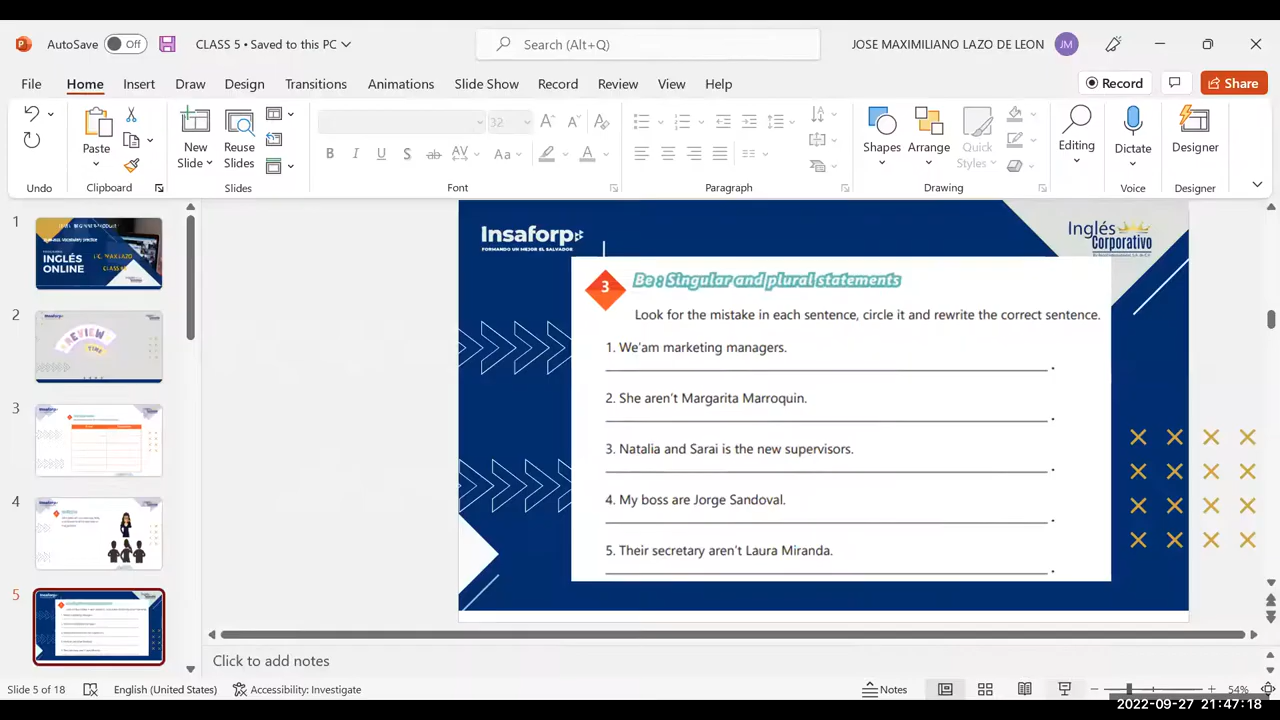 AutoSave Off CLASS 5 • Saved to this PC Search (Alt+Q) JOSE MAXIMILIANO LAZO DE LEON JM
File Home Insert Draw Design Transitions Animations Slide Show Record Review View Help Record Share
Paste New Slide Reuse Slides Shapes Arrange Quick Styles Editing Dictate Designer
Undo Clipboard Slides Font Paragraph Drawing Voice Designer
1
INGLÉS
ONLINE
2
3
4
5
Insaforp
FORMANDO UN MEJOR EL SALVADOR
Inglés
Corporativo
3 Be : Singular and plural statements
Look for the mistake in each sentence, circle it and rewrite the correct sentence.
1. We'am marketing managers.
2. She aren't Margarita Marroquin.
3. Natalia and Sarai is the new supervisors.
4. My boss are Jorge Sandoval.
5. Their secretary aren't Laura Miranda.
Click to add notes
Slide 5 of 18 English (United States) Accessibility: Investigate Notes 54%
2022-09-27 21:47:18